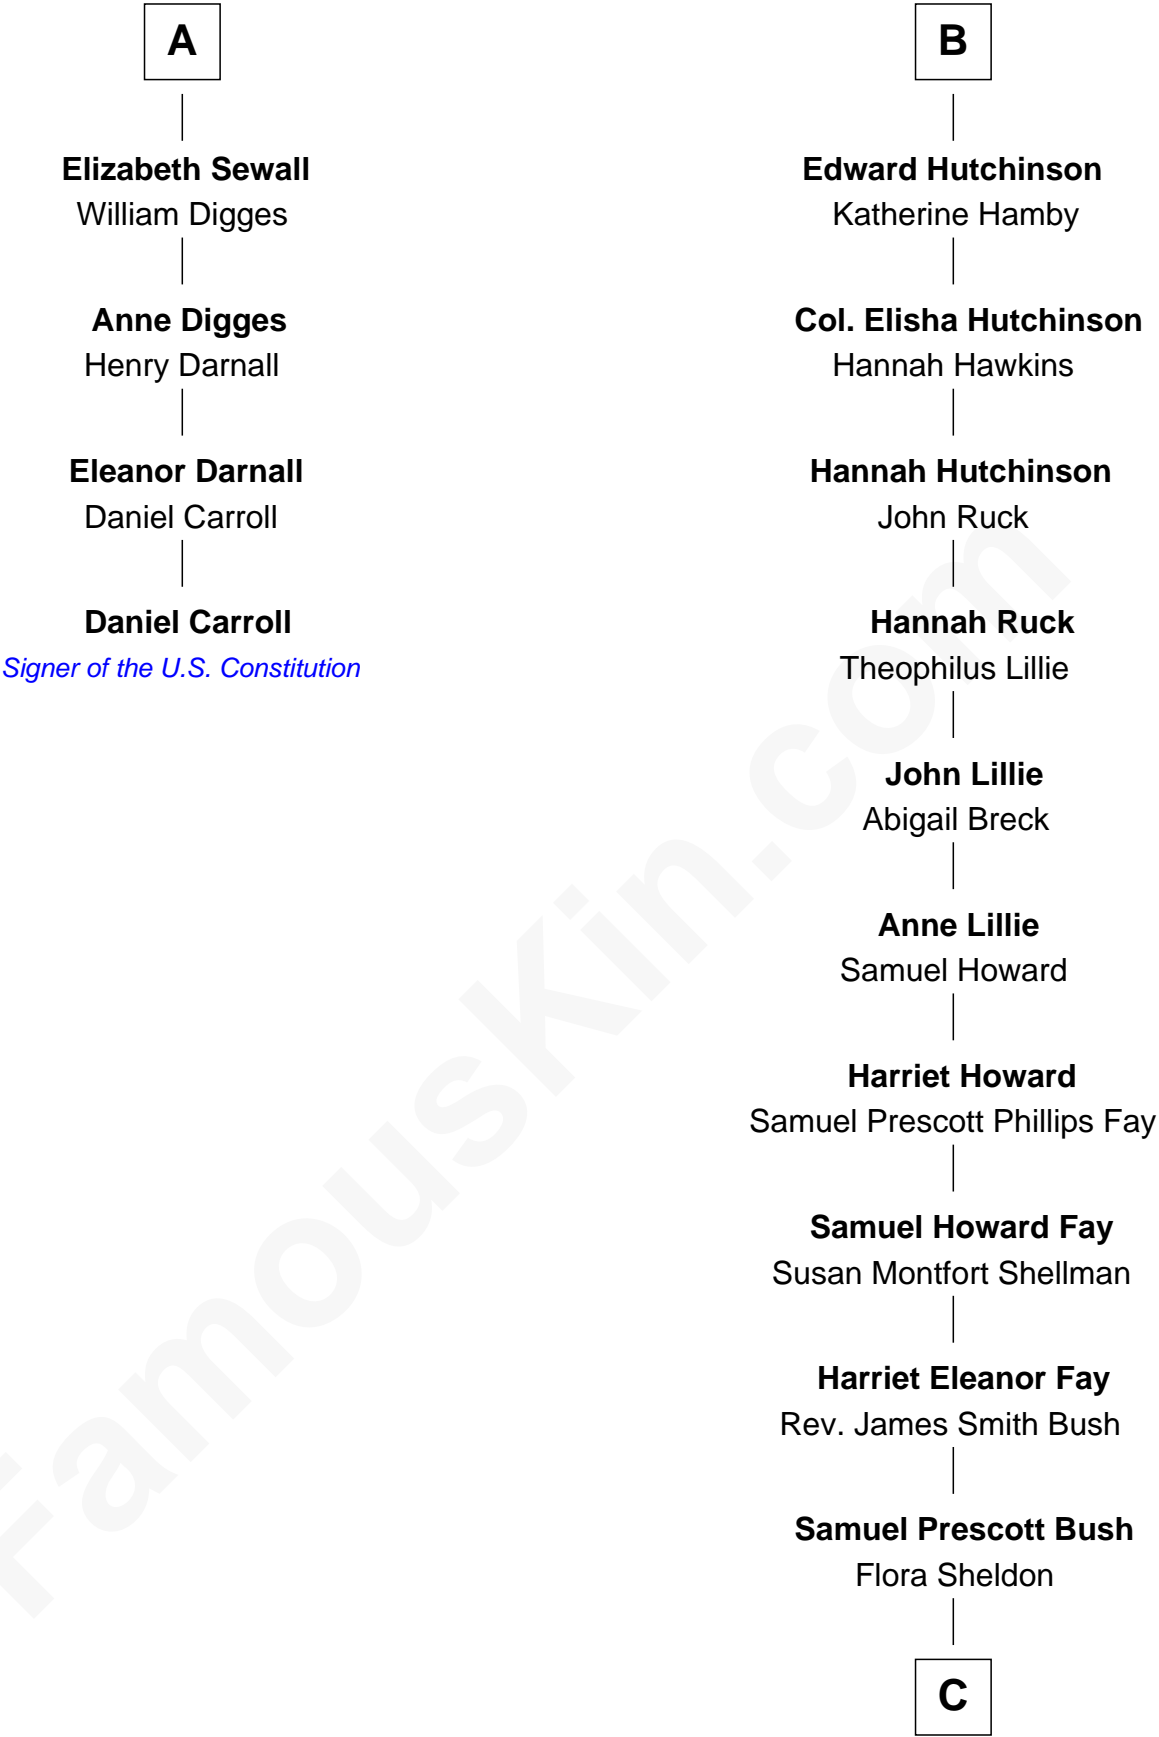 A
Elizabeth Sewall
William Digges
Anne Digges
Henry Darnall
Eleanor Darnall
Daniel Carroll
Daniel Carroll
Signer of the U.S. Constitution
B
Edward Hutchinson
Katherine Hamby
Col. Elisha Hutchinson
Hannah Hawkins
Hannah Hutchinson
John Ruck
Hannah Ruck
Theophilus Lillie
John Lillie
Abigail Breck
Anne Lillie
Samuel Howard
Harriet Howard
Samuel Prescott Phillips Fay
Samuel Howard Fay
Susan Montfort Shellman
Harriet Eleanor Fay
Rev. James Smith Bush
Samuel Prescott Bush
Flora Sheldon
C
FamousKin.com